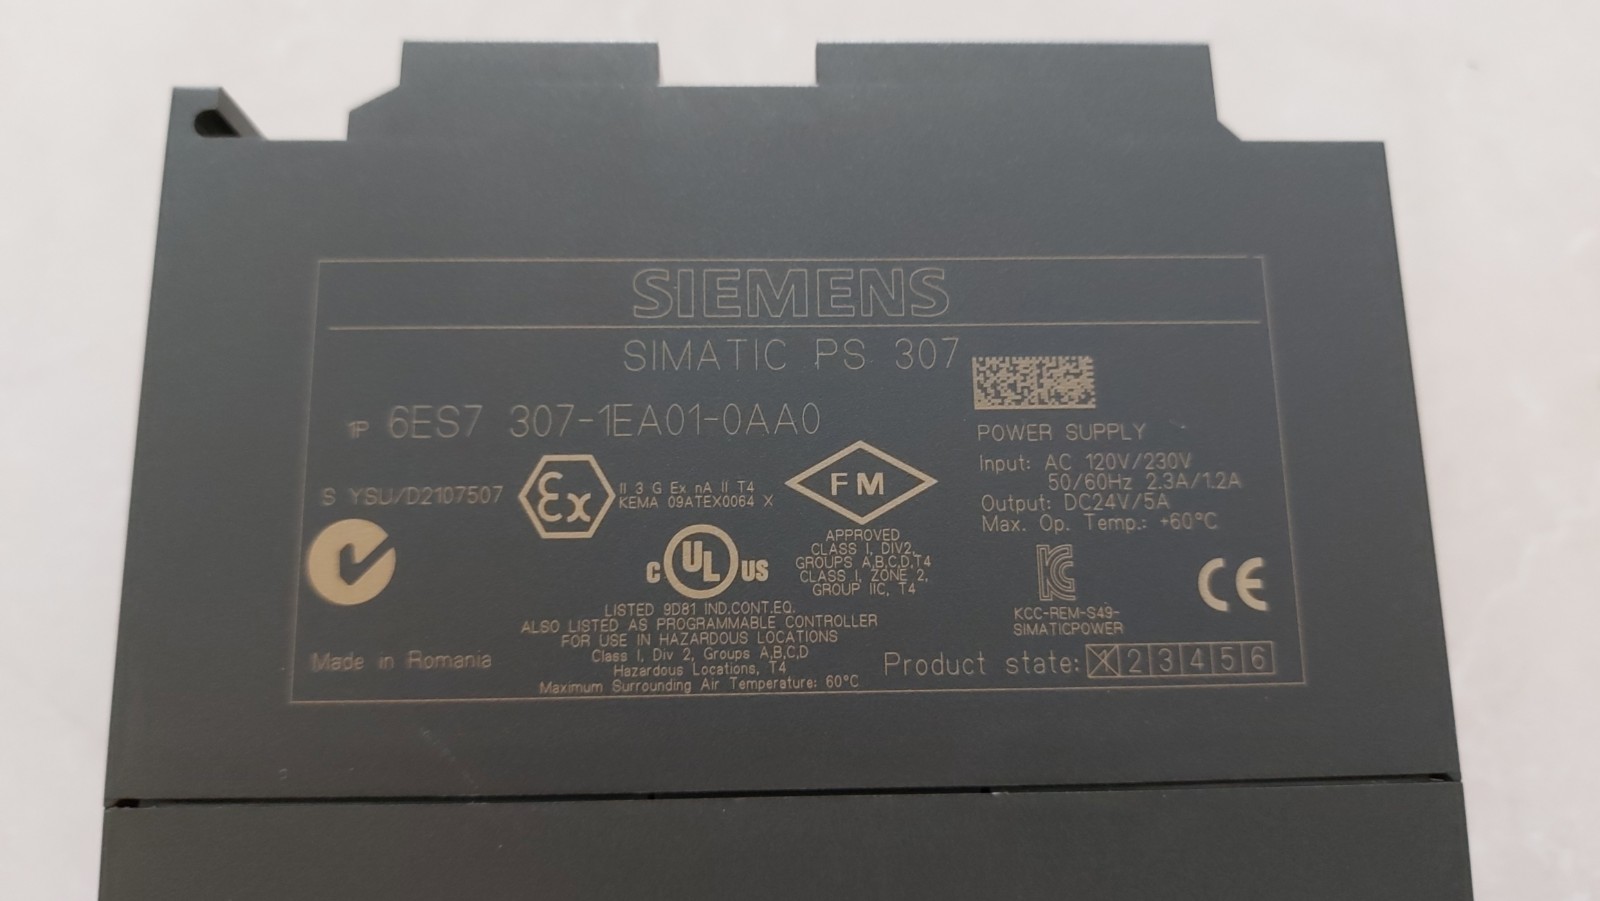 SIEMENS
SIMATIC PS 307
1P 6ES7 307-1EA01-0AA0
S YSU/D2107507
Ex
II 3 G Ex nA II T4
KEMA 09ATEX0064 X
FM
APPROVED
CLASS I, DIV2,
GROUPS A,B,C,D,T4
CLASS I, ZONE 2,
GROUP IIC, T4
POWER SUPPLY
Input: AC 120V/230V
50/60Hz 2.3A/1.2A
Output: DC24V/5A
Max. Op. Temp.: +60°C
C UL US
LISTED 9D81 IND.CONT.EQ.
ALSO LISTED AS PROGRAMMABLE CONTROLLER
FOR USE IN HAZARDOUS LOCATIONS
Class I, Div 2, Groups A,B,C,D
Hazardous Locations, T4
Maximum Surrounding Air Temperature: 60°C
KC
KCC-REM-S49-
SIMATICPOWER
CE
Made in Romania
Product state: X 2 3 4 5 6